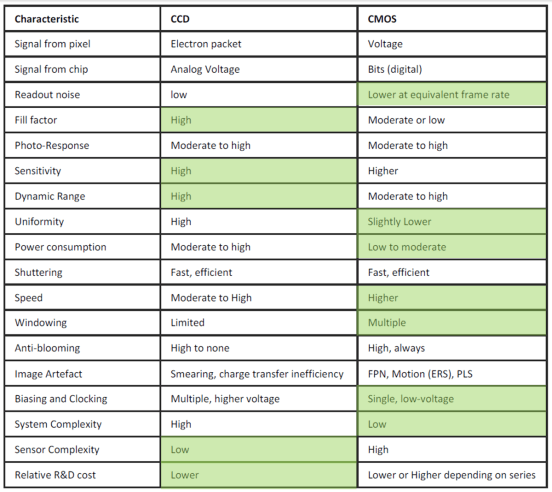 Characteristic CCD CMOS
Signal from pixel Electron packet Voltage
Signal from chip Analog Voltage Bits (digital)
Readout noise low Lower at equivalent frame rate
Fill factor High Moderate or low
Photo-Response Moderate to high Moderate to high
Sensitivity High Higher
Dynamic Range High Moderate to high
Uniformity High Slightly Lower
Power consumption Moderate to high Low to moderate
Shuttering Fast, efficient Fast, efficient
Speed Moderate to High Higher
Windowing Limited Multiple
Anti-blooming High to none High, always
Image Artefact Smearing, charge transfer inefficiency FPN, Motion (ERS), PLS
Biasing and Clocking Multiple, higher voltage Single, low-voltage
System Complexity High Low
Sensor Complexity Low High
Relative R&D cost Lower Lower or Higher depending on series